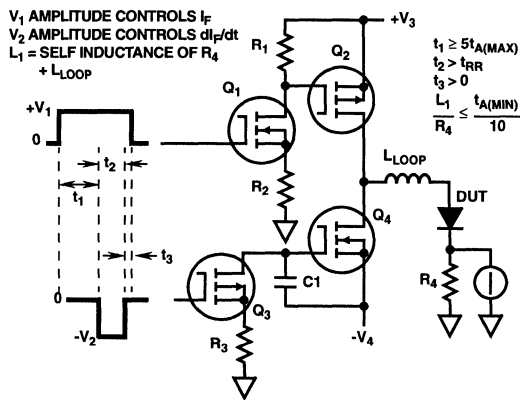 V1 AMPLITUDE CONTROLS IF
V2 AMPLITUDE CONTROLS dIF/dt
L1 = SELF INDUCTANCE OF R4
+ LLOOP
+V3
R1
Q2
t1 ≥ 5tA(MAX)
t2 > tRR
t3 > 0
L1/R4 ≤ tA(MIN)/10
Q1
+V1
0
t2
t1
R2
LLOOP
DUT
Q4
t3
C1
R4
0
-V2
Q3
R3
-V4